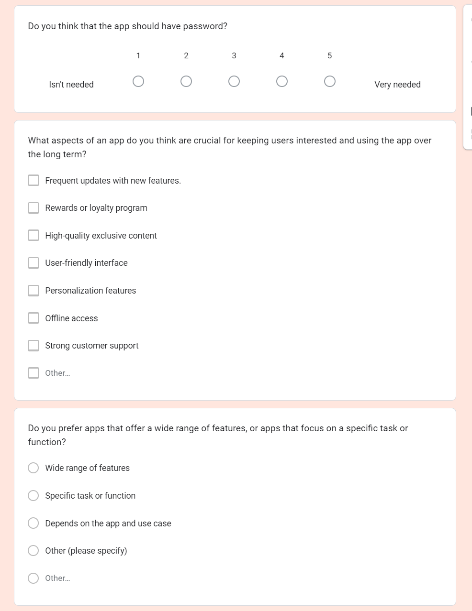 Do you think that the app should have password?
1 2 3 4 5
Isn't needed Very needed
What aspects of an app do you think are crucial for keeping users interested and using the app over
the long term?
Frequent updates with new features.
Rewards or loyalty program
High-quality exclusive content
User-friendly interface
Personalization features
Offline access
Strong customer support
Other...
Do you prefer apps that offer a wide range of features, or apps that focus on a specific task or
function?
Wide range of features
Specific task or function
Depends on the app and use case
Other (please specify)
Other...